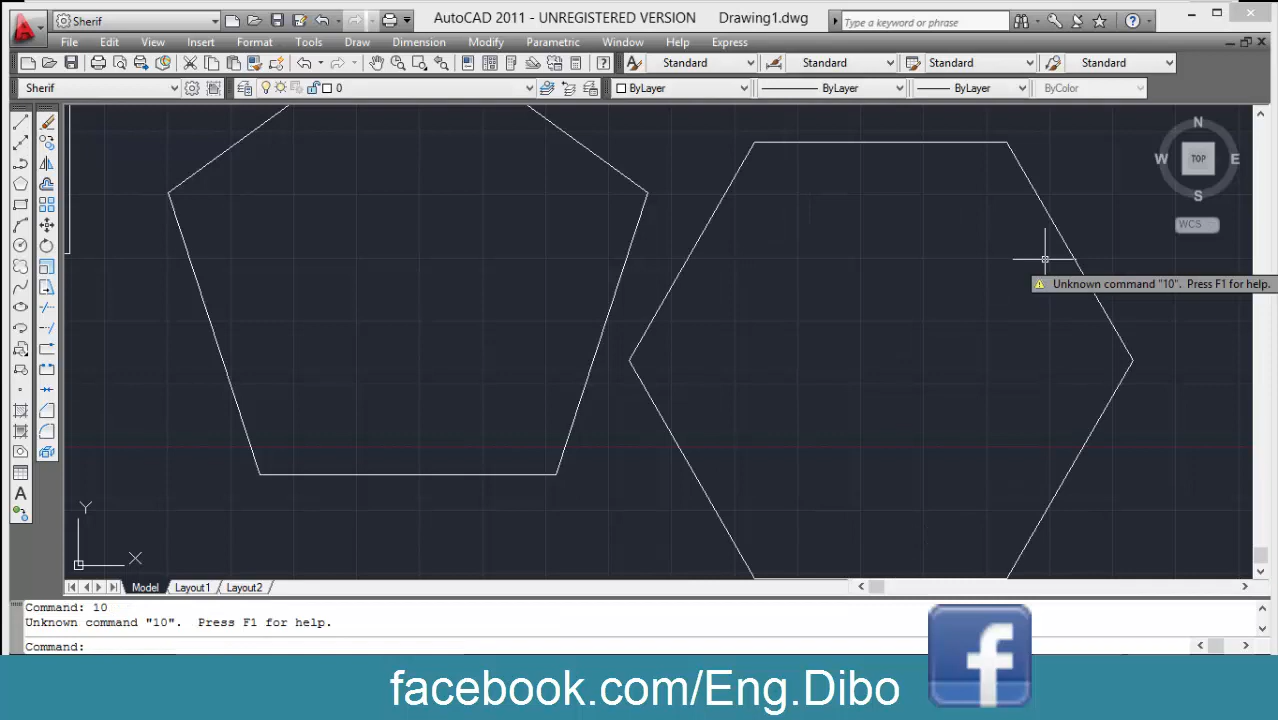 Sherif
AutoCAD 2011 - UNREGISTERED VERSION
Drawing1.dwg
Type a keyword or phrase
File
Edit
View
Insert
Format
Tools
Draw
Dimension
Modify
Parametric
Window
Help
Express
Standard
Standard
Standard
Standard
Sherif
0
ByLayer
ByLayer
ByLayer
ByColor
N
W
TOP
E
S
WCS
Unknown command "10". Press F1 for help.
A
Y
X
Model
Layout1
Layout2
Command: 10
Unknown command "10". Press F1 for help.
Command:
f
facebook.com/Eng.Dibo